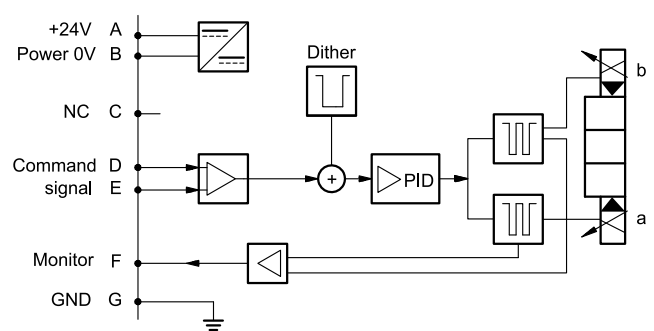 +24V A
Power 0V B
Dither
b
NC C
Command D
signal E
PID
a
Monitor F
GND G